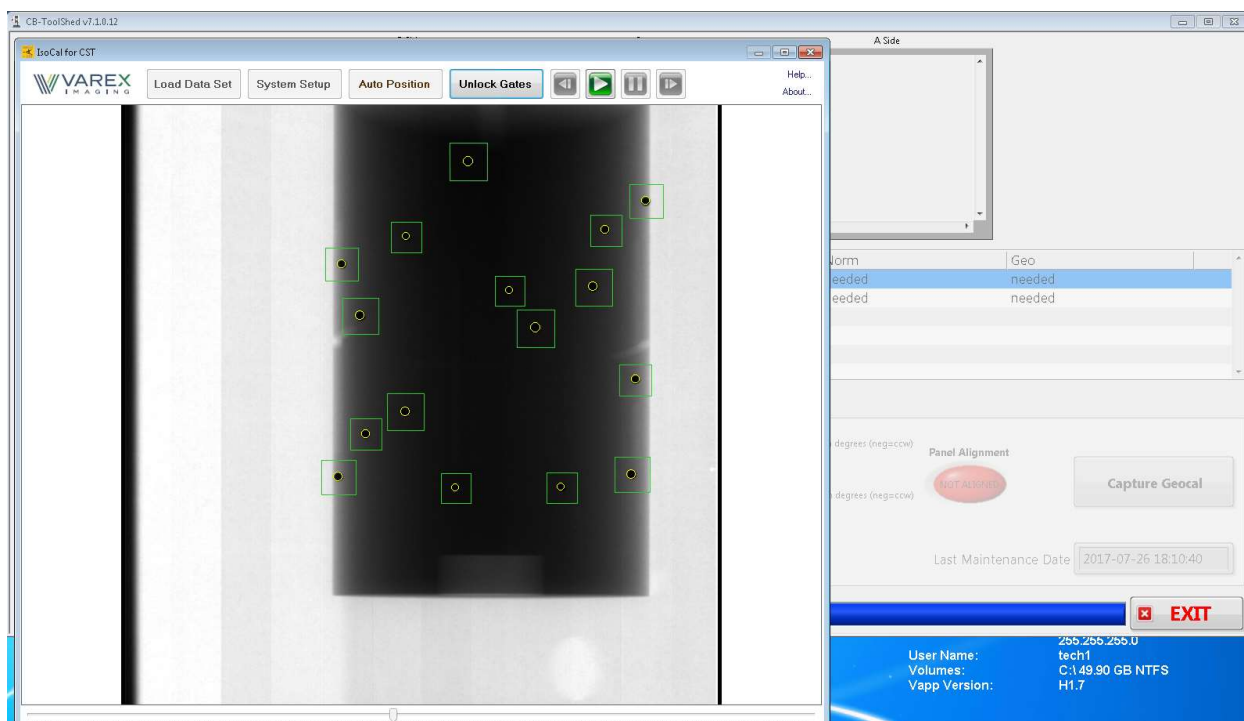 CB-ToolShed v7.1.0.12
IsoCal for CST
A Side
VAREX
IMAGING
Load Data Set
System Setup
Auto Position
Unlock Gates
Help...
About...
Norm
Geo
needed
needed
needed
degrees (neg=ccw)
Panel Alignment
NOT ALIGNED
Capture Geocal
degrees (neg=ccw)
Last Maintenance Date
2017-07-26 18:10:40
EXIT
255.255.255.0
User Name:
tech1
Volumes:
C:\ 49.90 GB NTFS
Vapp Version:
H1.7